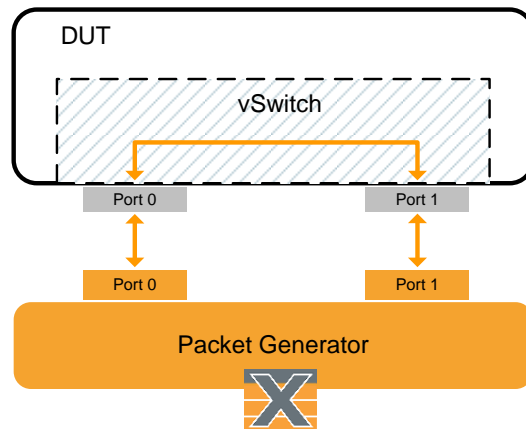 DUT
vSwitch
Port 0
Port 1
Port 0
Port 1
Packet Generator
X